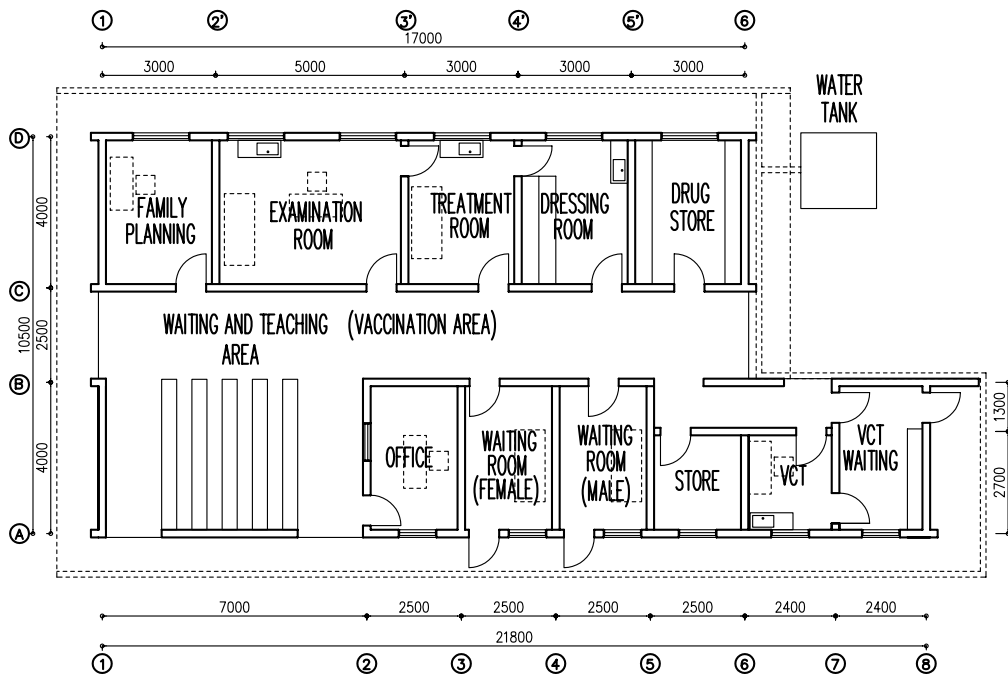 1 2' 3' 4' 5' 6
17000
3000 5000 3000 3000 3000
WATER
TANK
D
4000
FAMILY
PLANNING
EXAMINATION
ROOM
TREATMENT
ROOM
DRESSING
ROOM
DRUG
STORE
C
10500
2500
WAITING AND TEACHING (VACCINATION AREA)
AREA
B
4000
OFFICE
WAITING
ROOM
(FEMALE)
WAITING
ROOM
(MALE)
STORE
VCT
VCT
WAITING
1300
2700
A
7000 2500 2500 2500 2500 2400 2400
21800
1 2 3 4 5 6 7 8